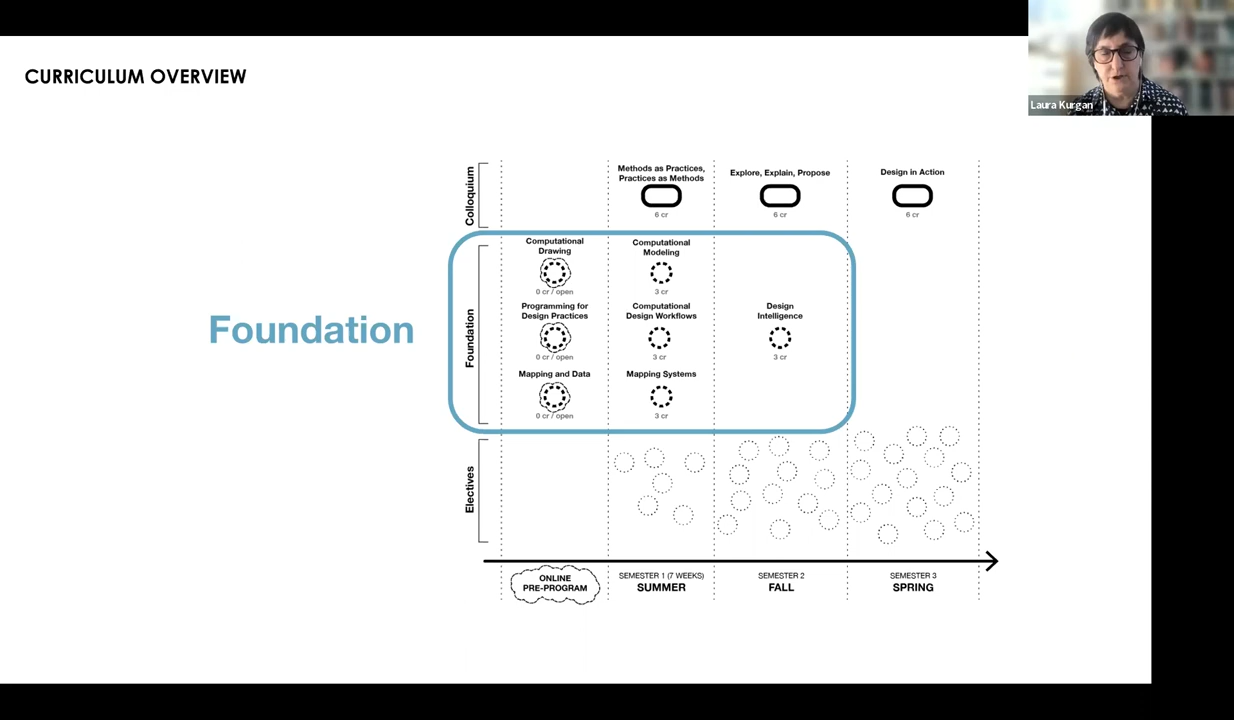 CURRICULUM OVERVIEW
Laura Kurgan
Foundation
Colloquium
Methods as Practices,
Practices as Methods
6 cr
Explore, Explain, Propose
6 cr
Design in Action
6 cr
Foundation
Computational
Drawing
0 cr / open
Computational
Modeling
3 cr
Programming for
Design Practices
0 cr / open
Computational
Design Workflows
3 cr
Design
Intelligence
3 cr
Mapping and Data
0 cr / open
Mapping Systems
3 cr
Electives
ONLINE
PRE-PROGRAM
SEMESTER 1 (7 WEEKS)
SUMMER
SEMESTER 2
FALL
SEMESTER 3
SPRING